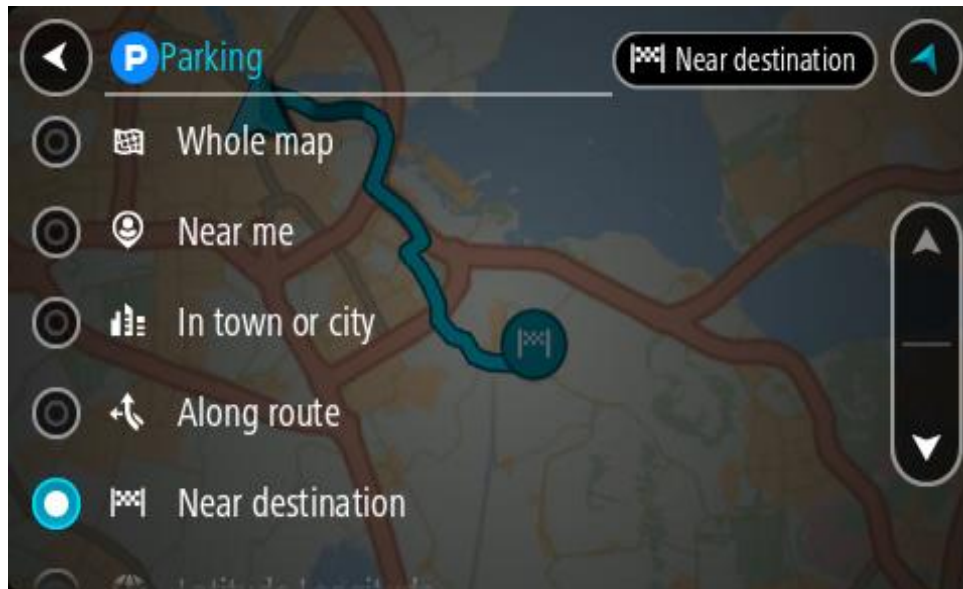 P Parking
Near destination
Whole map
Near me
In town or city
Along route
Near destination